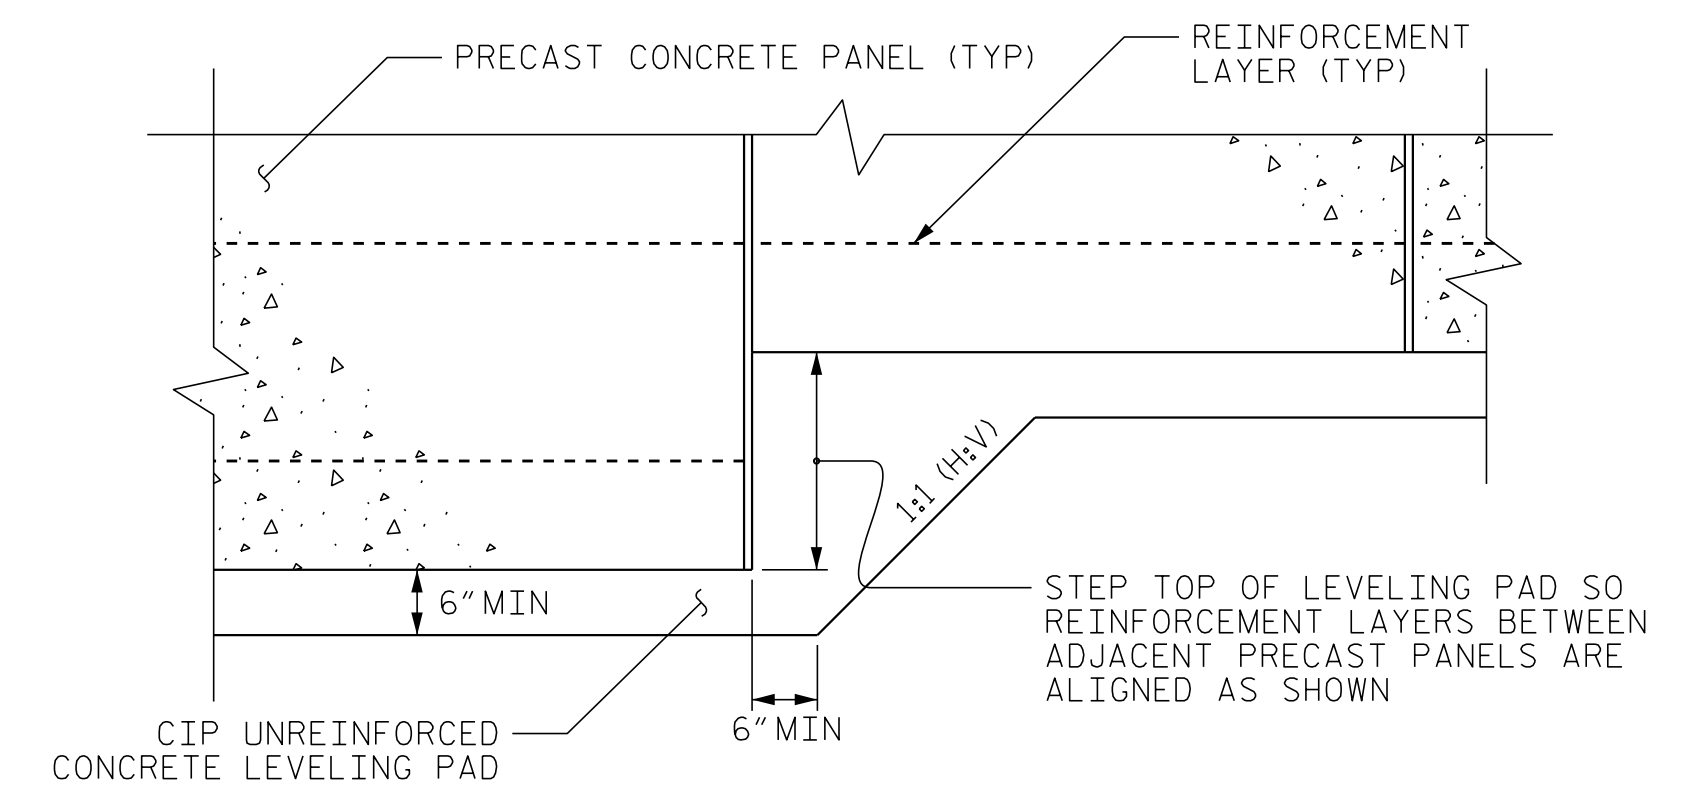 PRECAST CONCRETE PANEL (TYP)
REINFORCEMENT
LAYER (TYP)
1:1 (H:V)
6" MIN
STEP TOP OF LEVELING PAD SO
REINFORCEMENT LAYERS BETWEEN
ADJACENT PRECAST PANELS ARE
ALIGNED AS SHOWN
6" MIN
CIP UNREINFORCED
CONCRETE LEVELING PAD